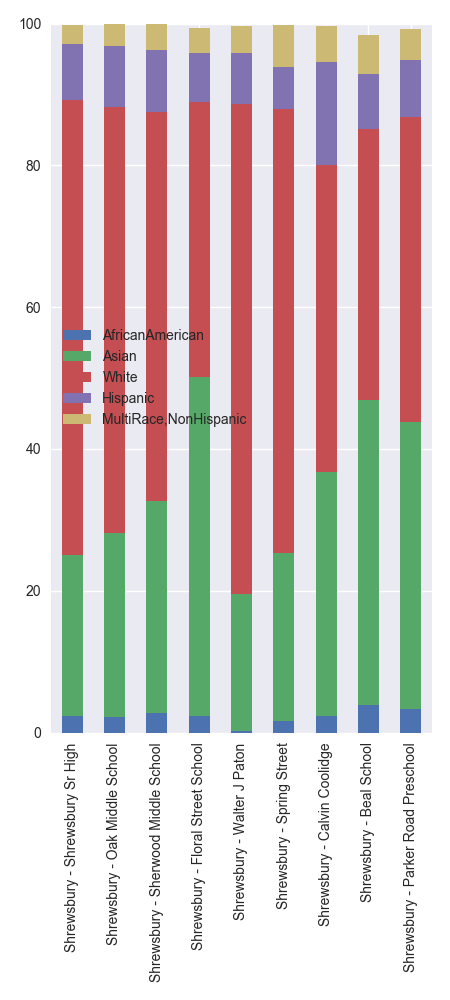 100
80
60
40
20
0
AfricanAmerican
Asian
White
Hispanic
MultiRace,NonHispanic
Shrewsbury - Shrewsbury Sr High
Shrewsbury - Oak Middle School
Shrewsbury - Sherwood Middle School
Shrewsbury - Floral Street School
Shrewsbury - Walter J Paton
Shrewsbury - Spring Street
Shrewsbury - Calvin Coolidge
Shrewsbury - Beal School
Shrewsbury - Parker Road Preschool